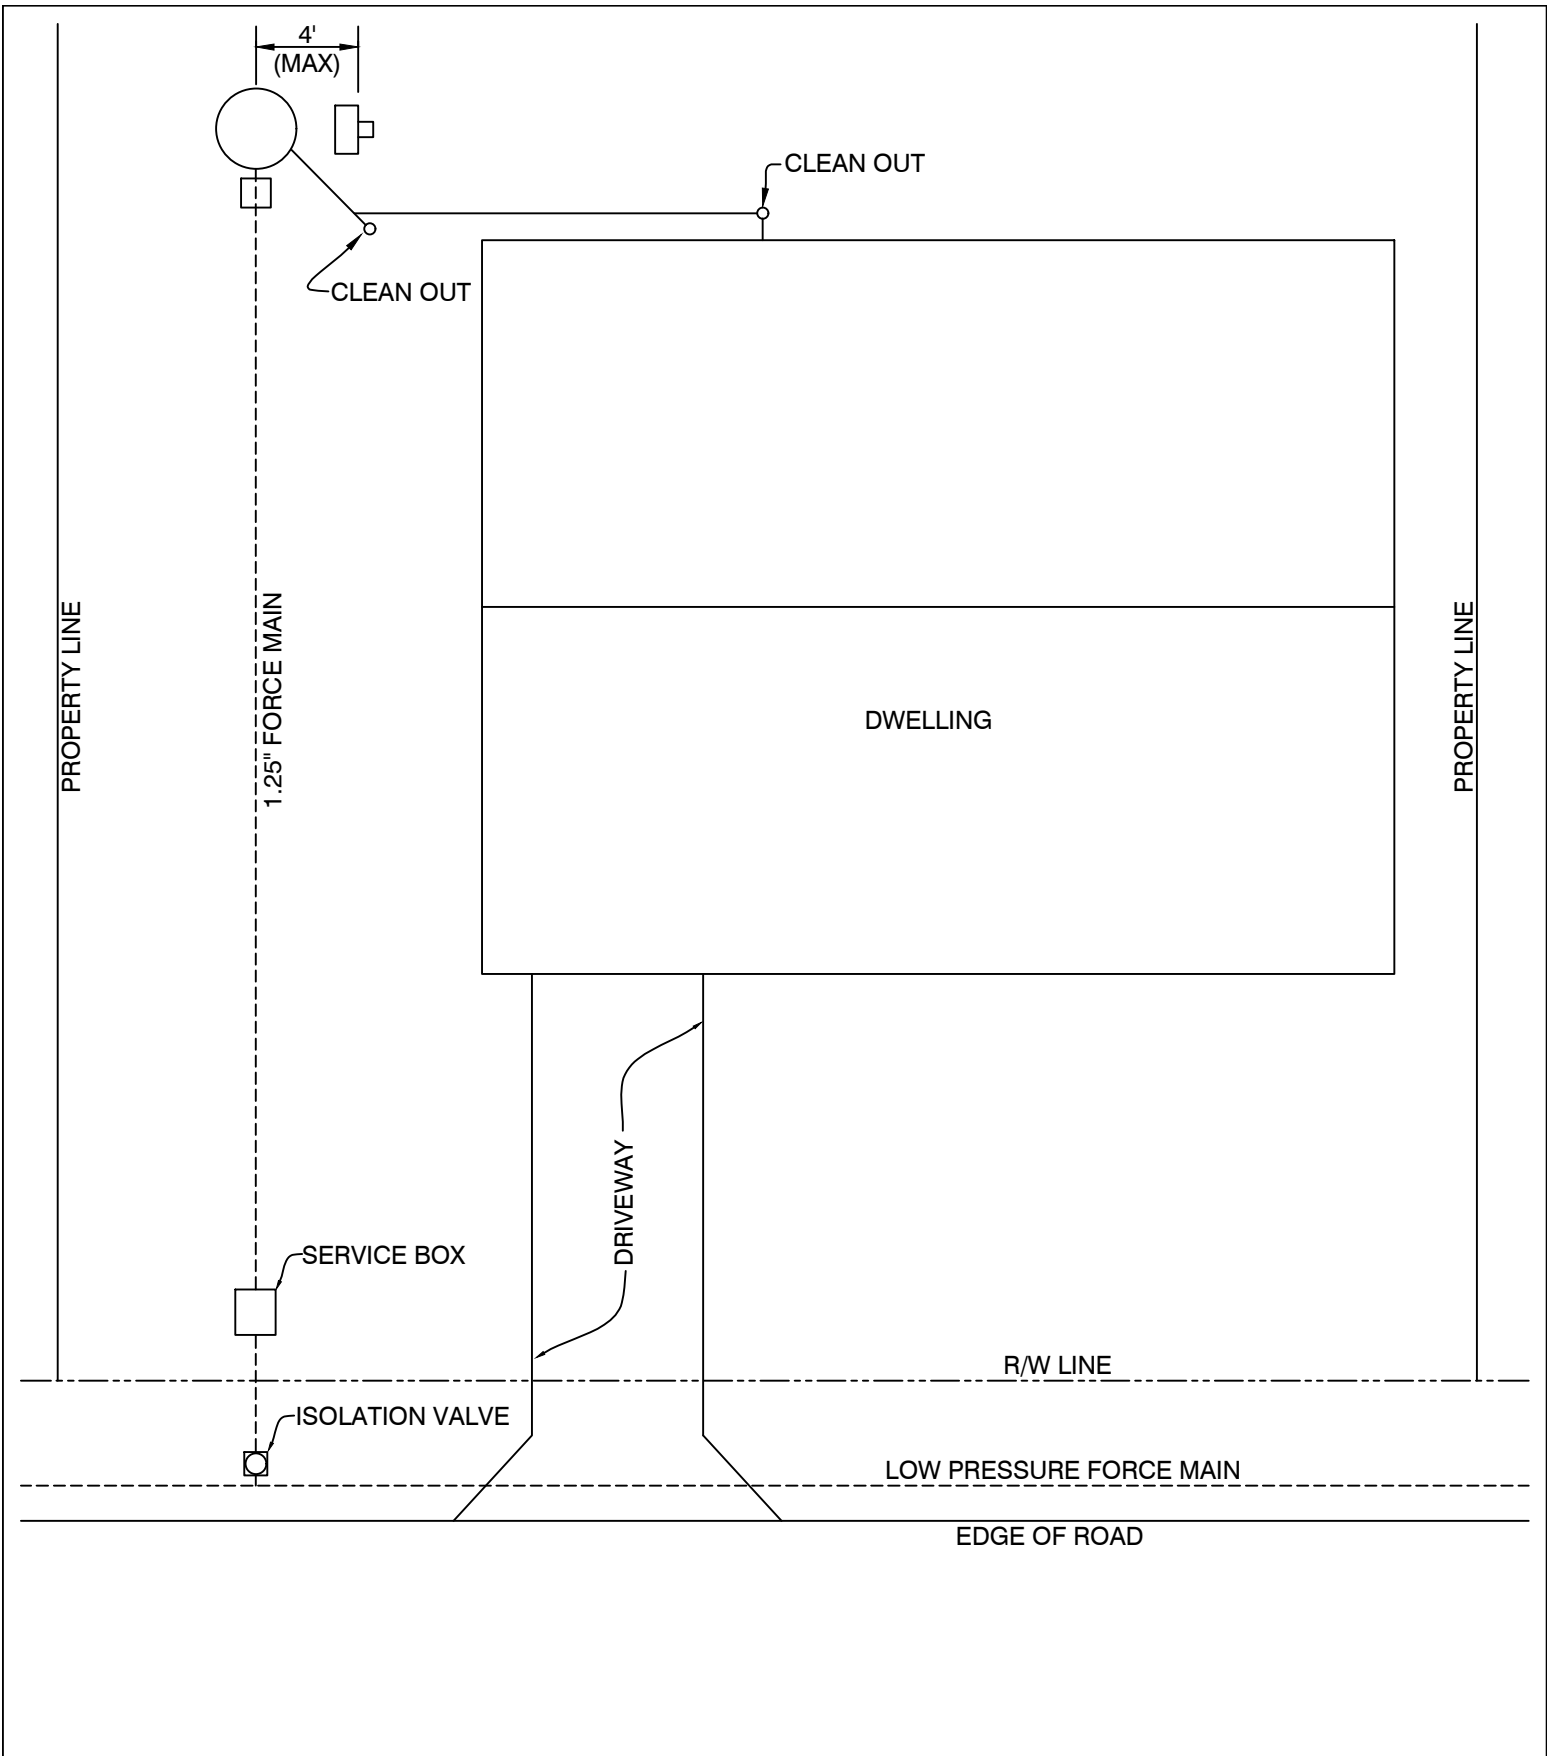 4'
(MAX)
CLEAN OUT
CLEAN OUT
PROPERTY LINE
1.25" FORCE MAIN
PROPERTY LINE
DWELLING
DRIVEWAY
SERVICE BOX
R/W LINE
ISOLATION VALVE
LOW PRESSURE FORCE MAIN
EDGE OF ROAD